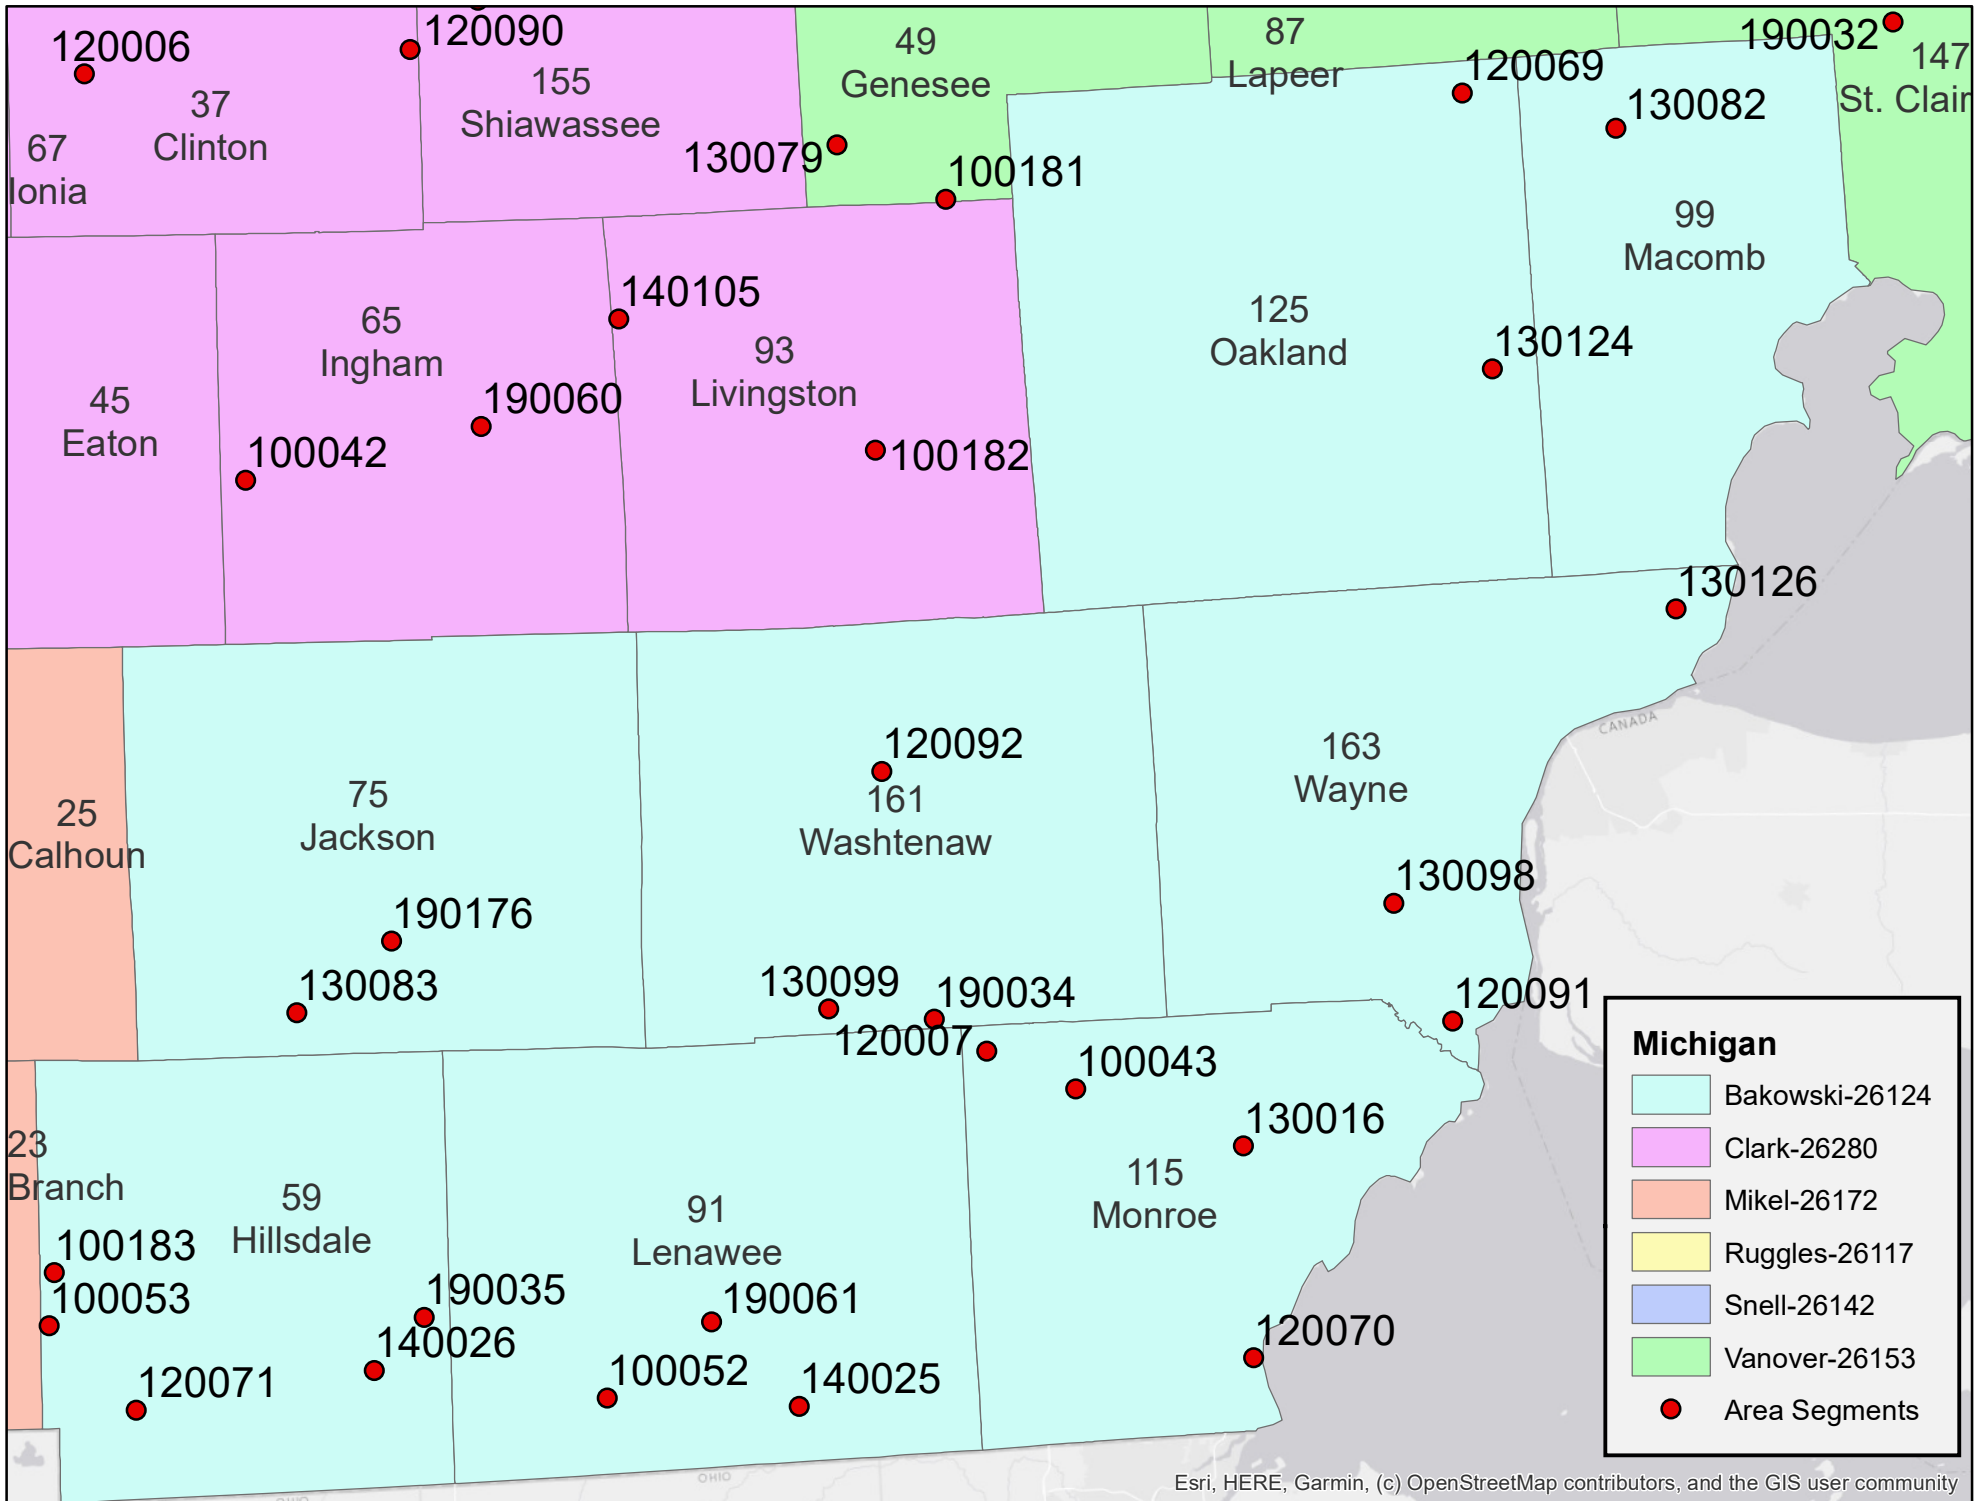 120006
120090
49
Genesee
87
Lapeer
190032
147
St. Clair
155
Shiawassee
37
Clinton
67
Ionia
120069
130082
130079
100181
99
Macomb
140105
65
Ingham
93
Livingston
125
Oakland
130124
190060
45
Eaton
100042
100182
130126
CANADA
120092
161
Washtenaw
163
Wayne
75
Jackson
25
Calhoun
130098
190176
130083
130099
190034
120091
120007
100043
130016
23
Branch
115
Monroe
59
Hillsdale
91
Lenawee
100183
100053
190035
190061
140026
120070
120071
100052
140025
OHIO
OHIO
Michigan
Bakowski-26124
Clark-26280
Mikel-26172
Ruggles-26117
Snell-26142
Vanover-26153
Area Segments
Esri, HERE, Garmin, (c) OpenStreetMap contributors, and the GIS user community